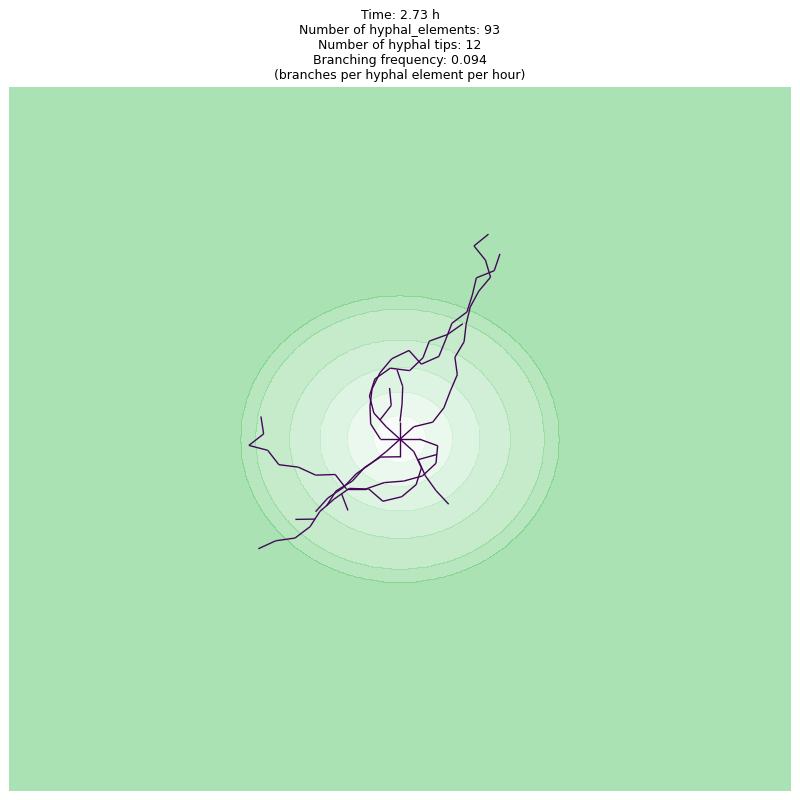 Time: 2.73 h
Number of hyphal_elements: 93
Number of hyphal tips: 12
Branching frequency: 0.094
(branches per hyphal element per hour)